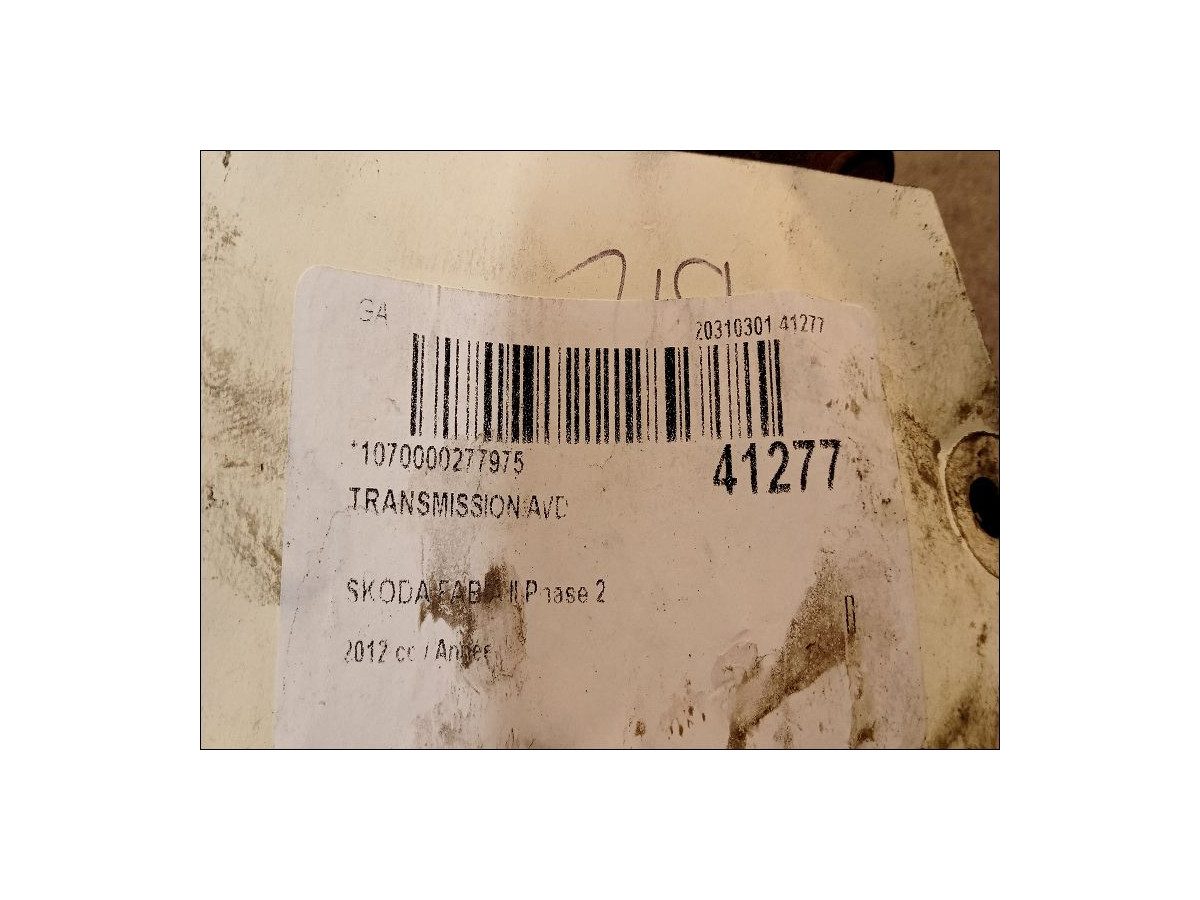 GA
20310301 41277
*1070000277975
41277
TRANSMISSION AVD
SKODA FABIA II Phase 2
2012 cc / Année